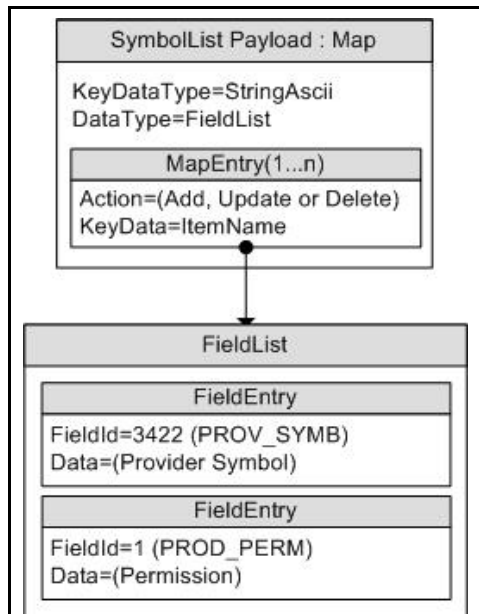 SymbolList Payload : Map
KeyDataType=StringAscii
DataType=FieldList
MapEntry(1...n)
Action=(Add, Update or Delete)
KeyData=ItemName
FieldList
FieldEntry
FieldId=3422 (PROV_SYMB)
Data=(Provider Symbol)
FieldEntry
FieldId=1 (PROD_PERM)
Data=(Permission)